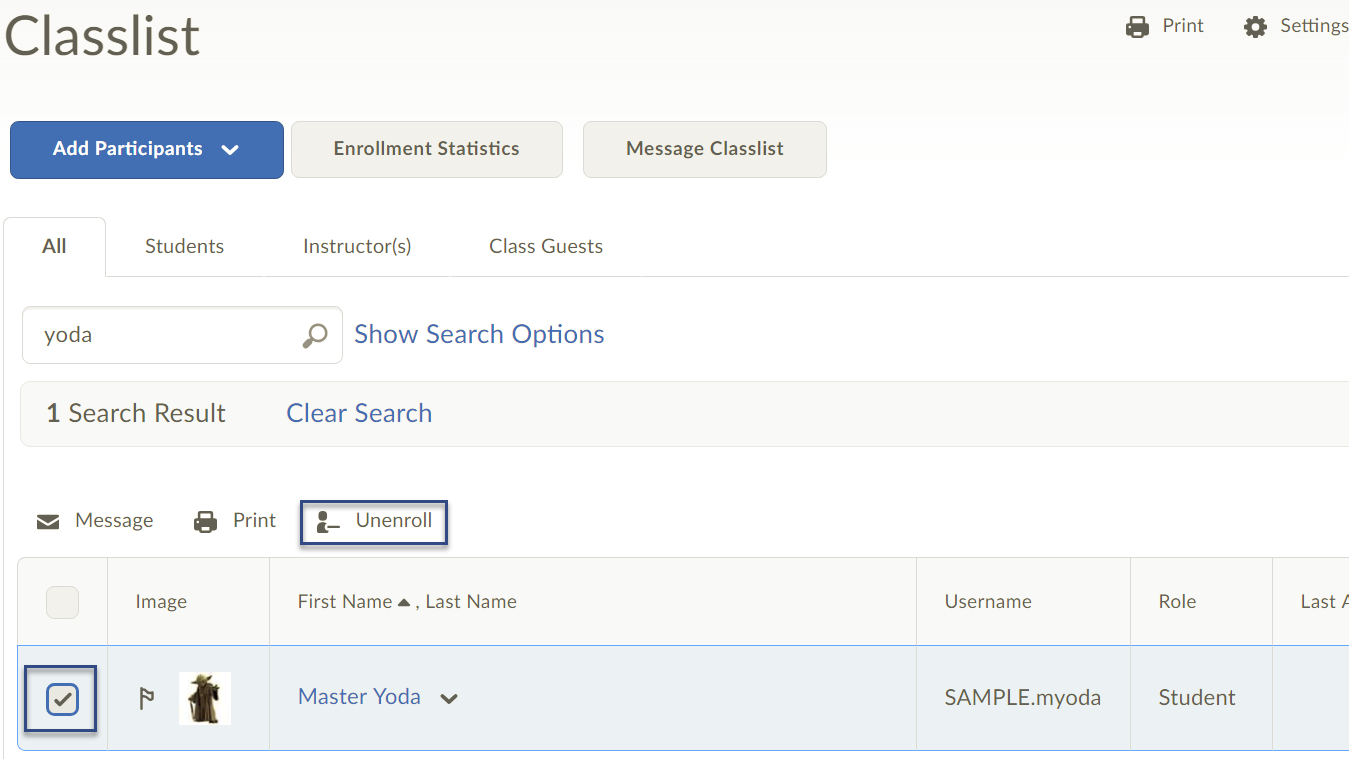 Classlist
Print Settings
Add Participants Enrollment Statistics Message Classlist
All Students Instructor(s) Class Guests
yoda Show Search Options
1 Search Result Clear Search
Message Print Unenroll
Image First Name , Last Name Username Role Last A
Master Yoda SAMPLE.myoda Student